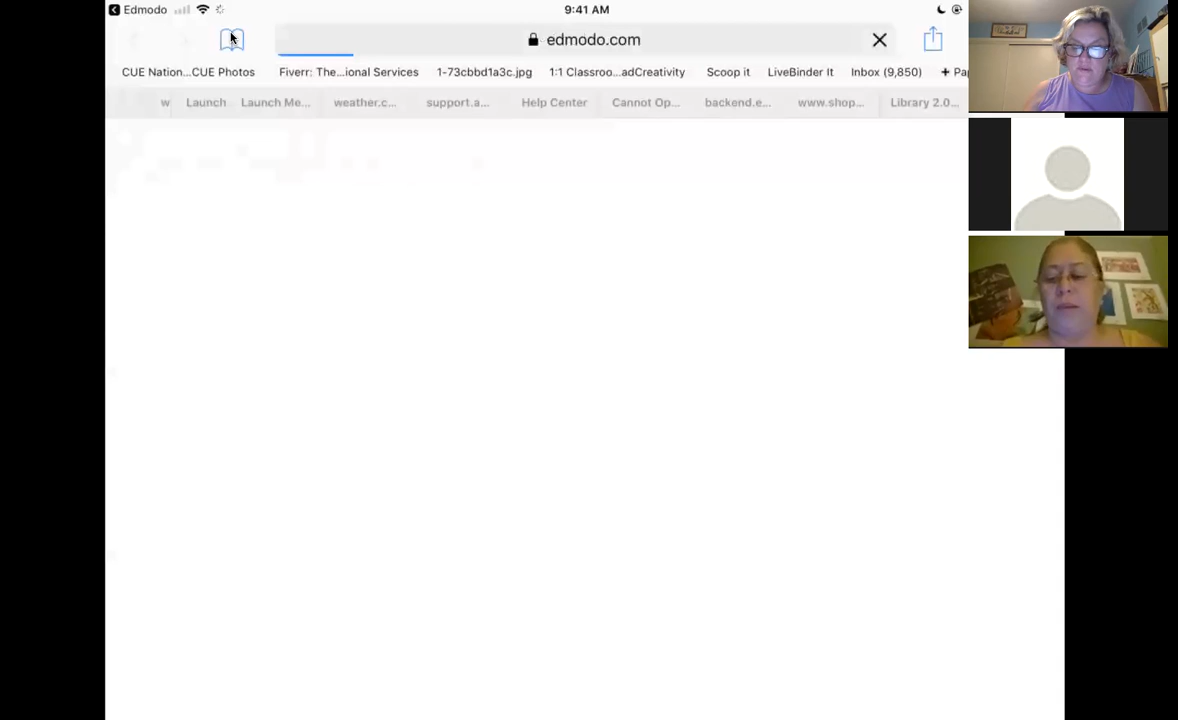 Edmodo 9:41 AM
edmodo.com
CUE Nation...CUE Photos Fiverr: The...ional Services 1-73cbbd1a3c.jpg 1:1 Classroo...adCreativity Scoop it LiveBinder It Inbox (9,850) + Pap
w Launch Launch Me... weather.c... support.a... Help Center Cannot Op... backend.e... www.shop... Library 2.0...